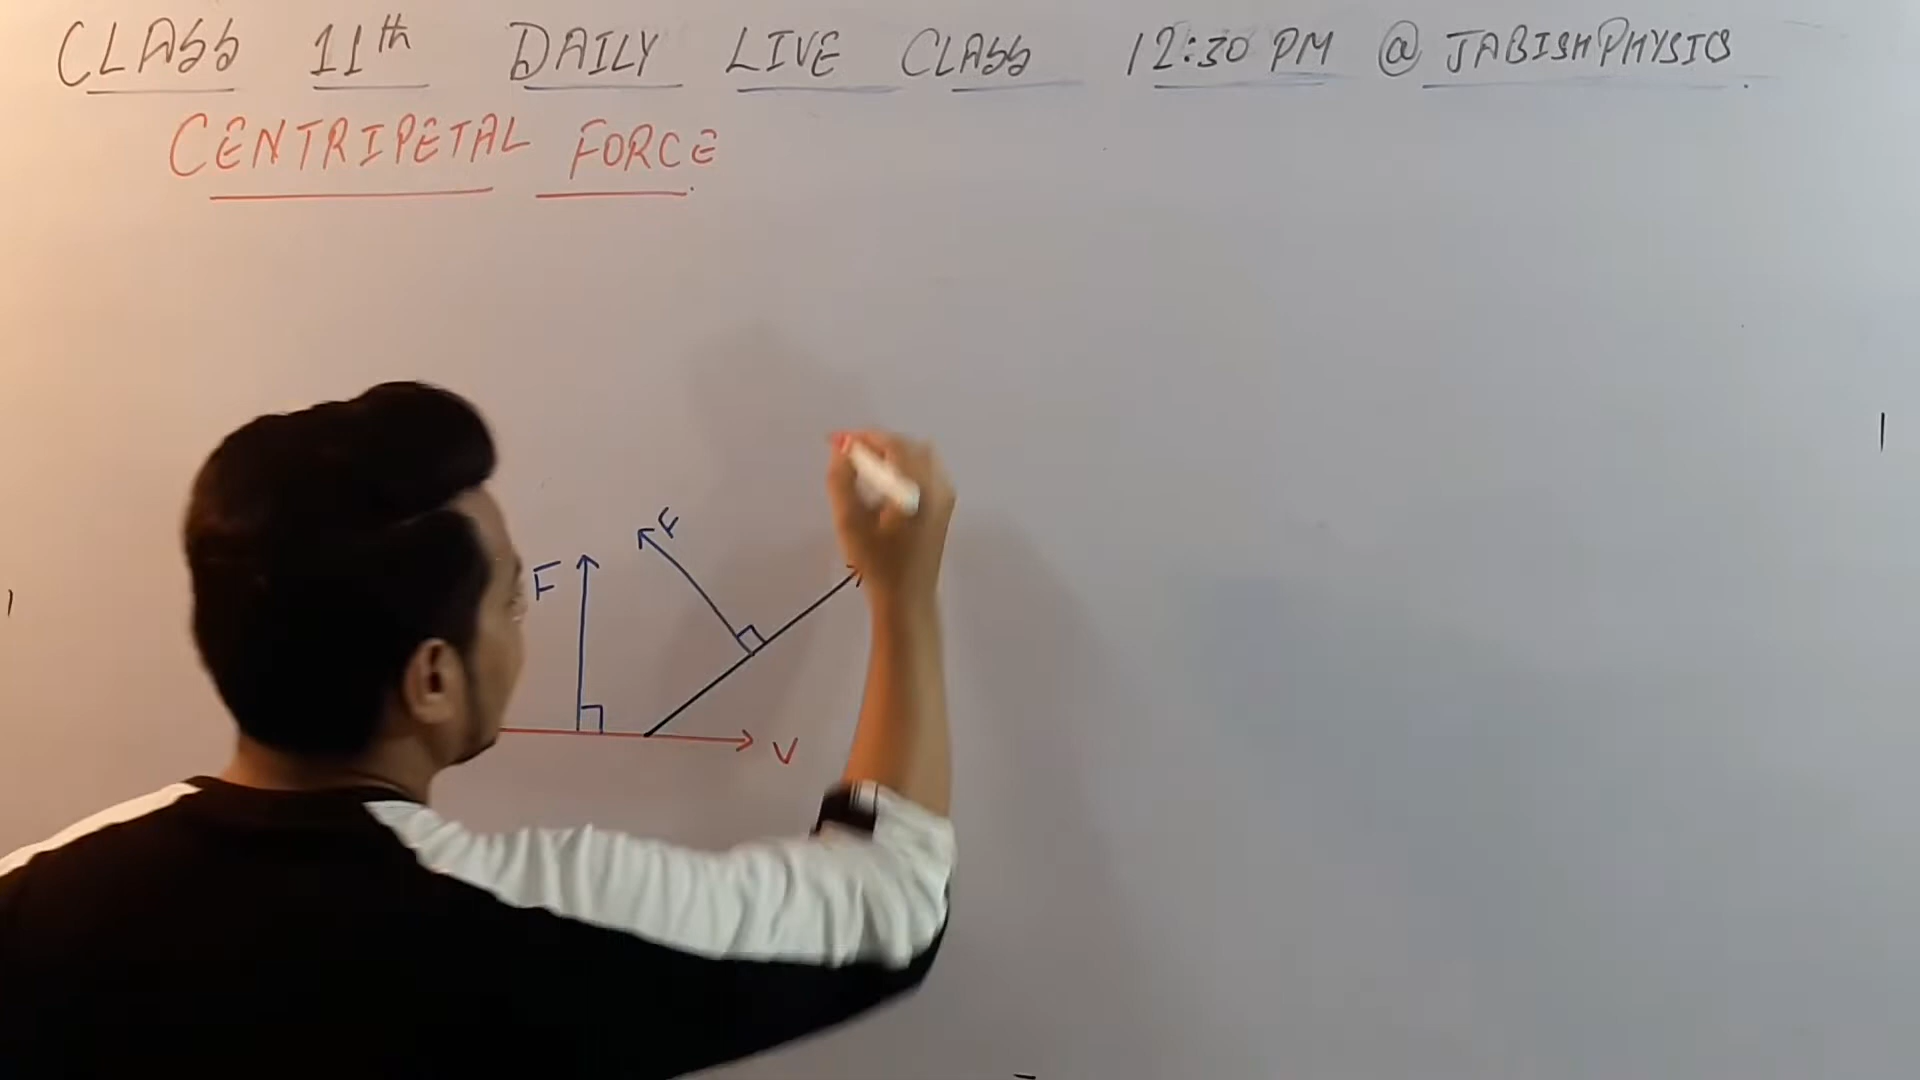 CLASS 11th DAILY LIVE CLASS 12:30 PM @ JABISHPHYSICS
CENTRIPETAL FORCE
F
F
V